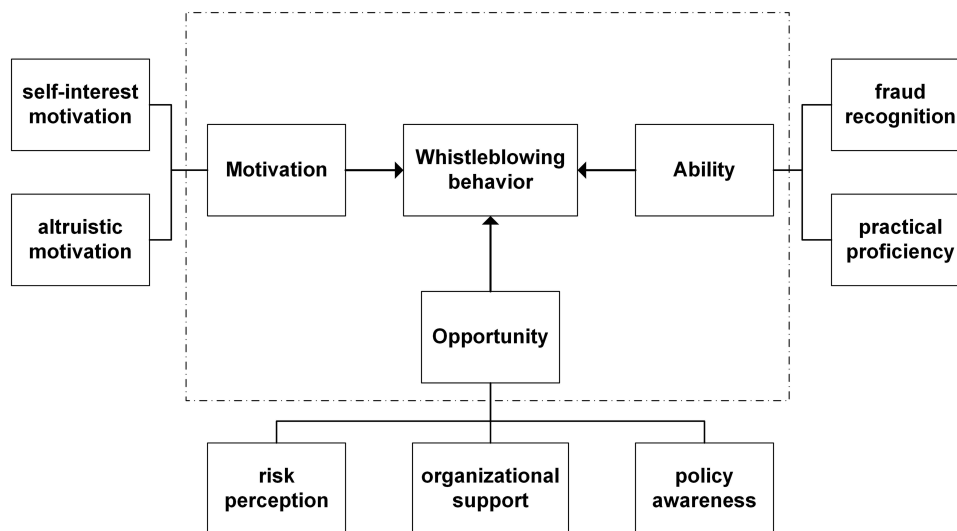 self-interest
motivation
fraud
recognition
Motivation
Whistleblowing
behavior
Ability
altruistic
motivation
practical
proficiency
Opportunity
risk
perception
organizational
support
policy
awareness